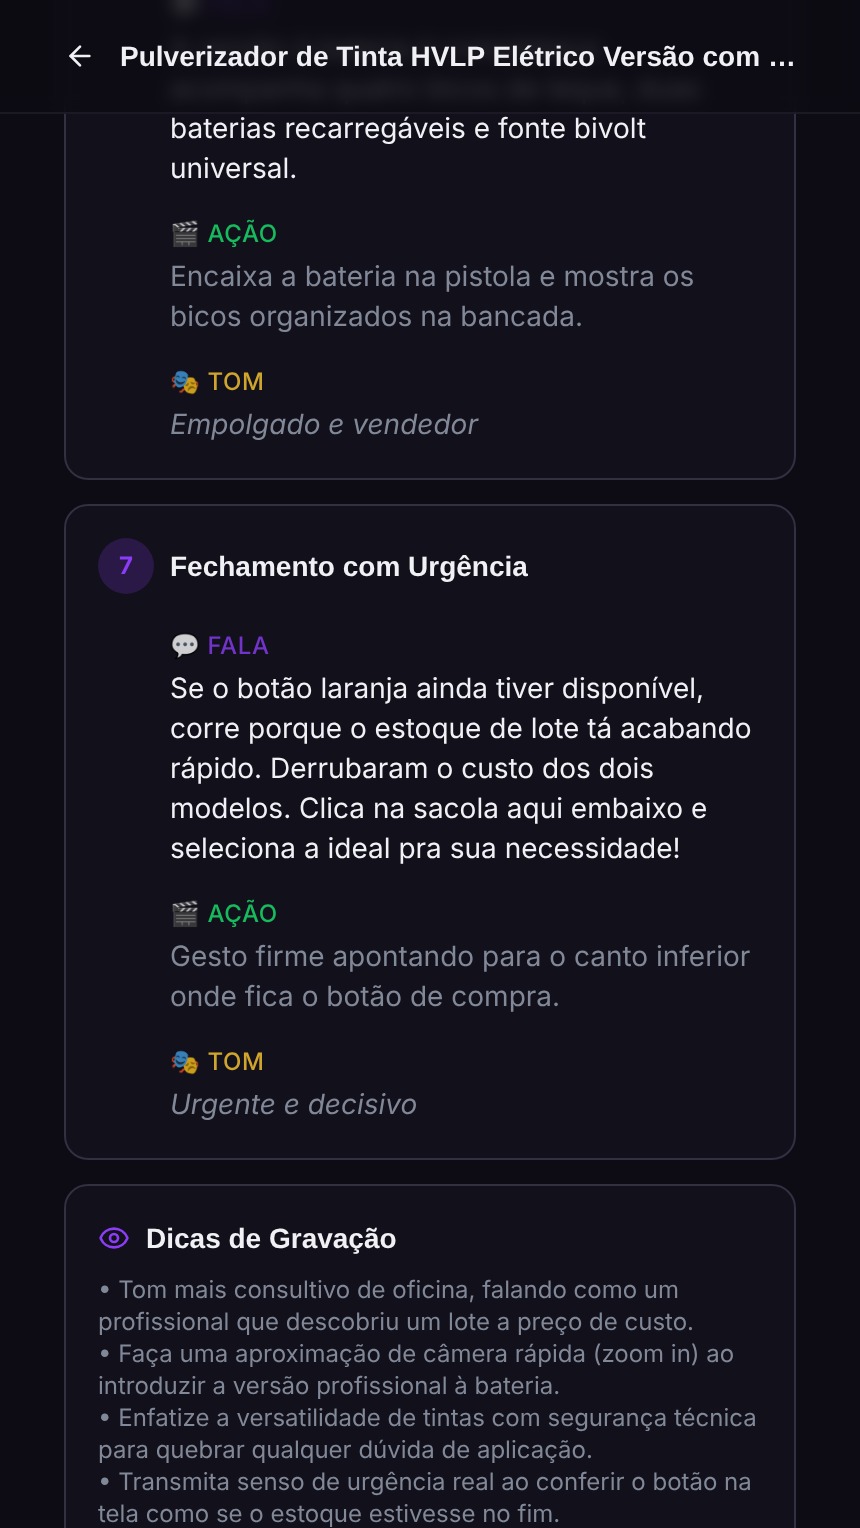 Pulverizador de Tinta HVLP Elétrico Versão com ...
baterias recarregáveis e fonte bivolt
universal.
🎬 AÇÃO
Encaixa a bateria na pistola e mostra os
bicos organizados na bancada.
🎭 TOM
Empolgado e vendedor
7 Fechamento com Urgência
💬 FALA
Se o botão laranja ainda tiver disponível,
corre porque o estoque de lote tá acabando
rápido. Derrubaram o custo dos dois
modelos. Clica na sacola aqui embaixo e
seleciona a ideal pra sua necessidade!
🎬 AÇÃO
Gesto firme apontando para o canto inferior
onde fica o botão de compra.
🎭 TOM
Urgente e decisivo
Dicas de Gravação
• Tom mais consultivo de oficina, falando como um
profissional que descobriu um lote a preço de custo.
• Faça uma aproximação de câmera rápida (zoom in) ao
introduzir a versão profissional à bateria.
• Enfatize a versatilidade de tintas com segurança técnica
para quebrar qualquer dúvida de aplicação.
• Transmita senso de urgência real ao conferir o botão na
tela como se o estoque estivesse no fim.